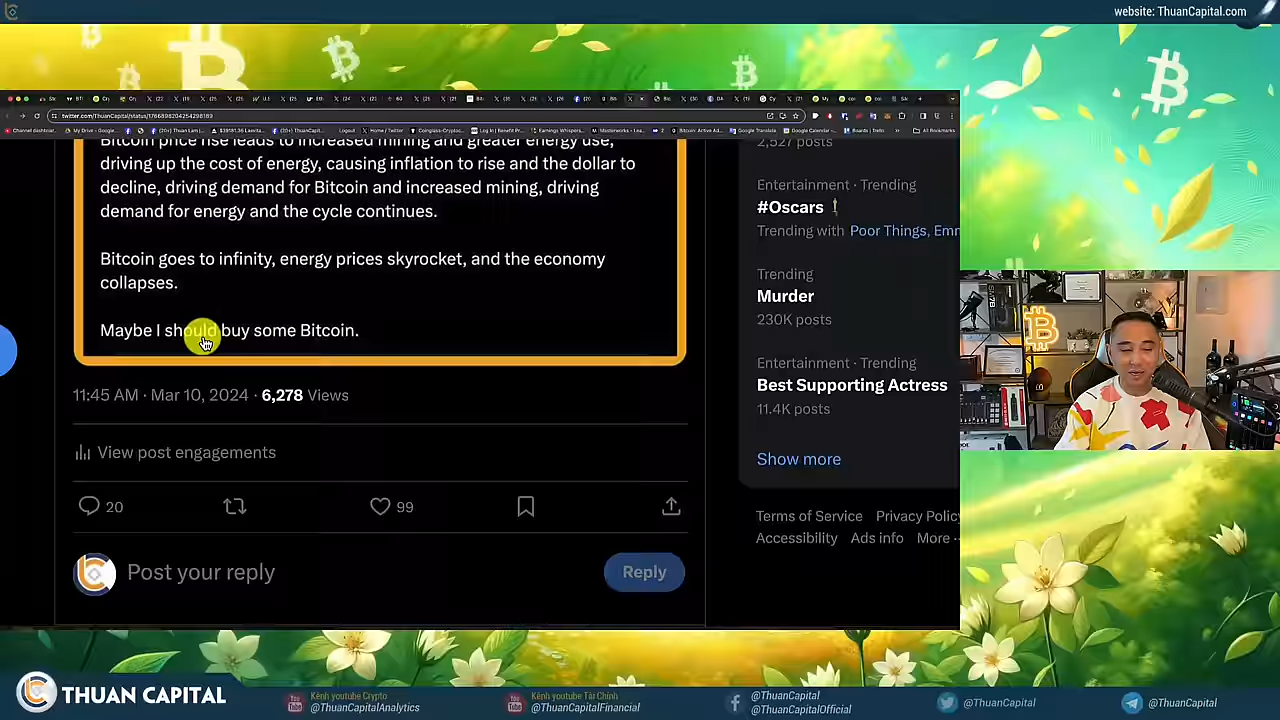 website: ThuanCapital.com
twitter.com/ThuanCapital/status/1766898204254298189
Bitcoin price rise leads to increased mining and greater energy use,
driving up the cost of energy, causing inflation to rise and the dollar to
decline, driving demand for Bitcoin and increased mining, driving
demand for energy and the cycle continues.
Bitcoin goes to infinity, energy prices skyrocket, and the economy
collapses.
Maybe I should buy some Bitcoin.
11:45 AM · Mar 10, 2024 · 6,278 Views
View post engagements
20
99
Post your reply
Reply
2,527 posts
Entertainment · Trending
#Oscars
Trending with Poor Things, Em
Trending
Murder
230K posts
Entertainment · Trending
Best Supporting Actress
11.4K posts
Show more
Terms of Service Privacy Policy
Accessibility Ads info More ··
THUAN CAPITAL
Kênh youtube Crypto
@ThuanCapitalAnalytics
Kênh youtube Tài Chính
@ThuanCapitalFinancial
@ThuanCapital
@ThuanCapitalOfficial
@ThuanCapital
@ThuanCapital